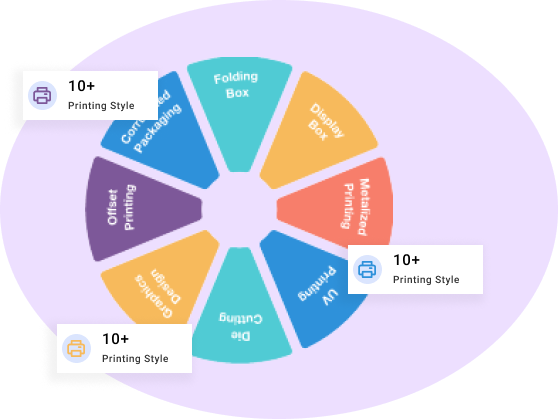 Folding
Box
Display
Box
Metalized
Printing
UV
Printing
Die
Cutting
Graphics
Design
Offset
Printing
Packaging
10+
Printing Style
10+
Printing Style
10+
Printing Style